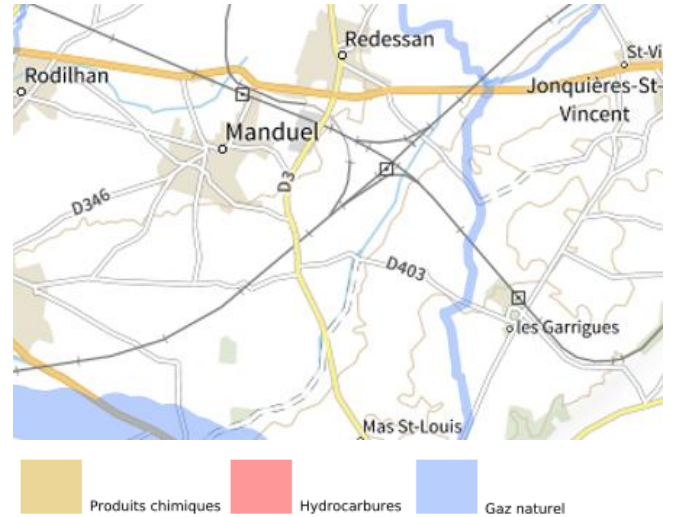 Redessan
St-Vi
Rodilhan
Jonquières-St-
Vincent
Manduel
D3
D346
D403
les Garrigues
Mas St-Louis
Produits chimiques
Hydrocarbures
Gaz naturel